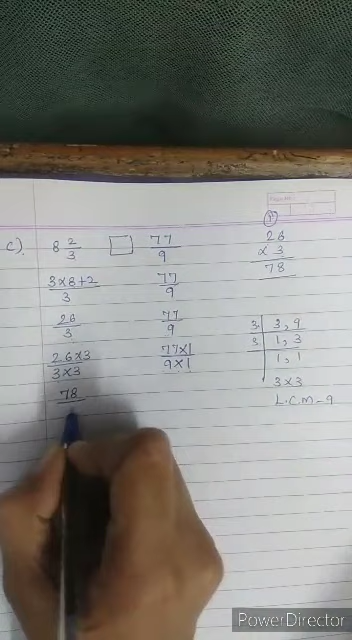 c). 8 2/3 □ 77/9
3×8+2/3 77/9
26/3 77/9
26×3/3×3 77×1/9×1
78
26
× 3
78
3 | 3, 9
3 | 1, 3
1, 1
3×3
L.C.M - 9
PowerDirector